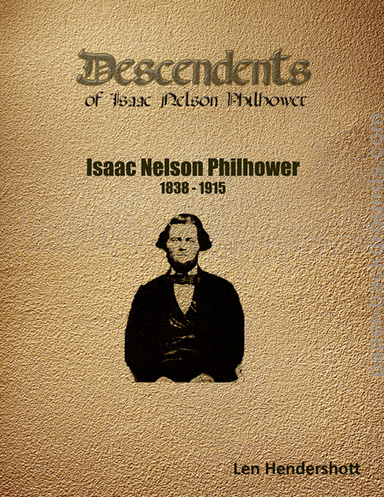 Descendents
of Isaac Nelson Philhower
Isaac Nelson Philhower
1838 - 1915
Len Hendershott